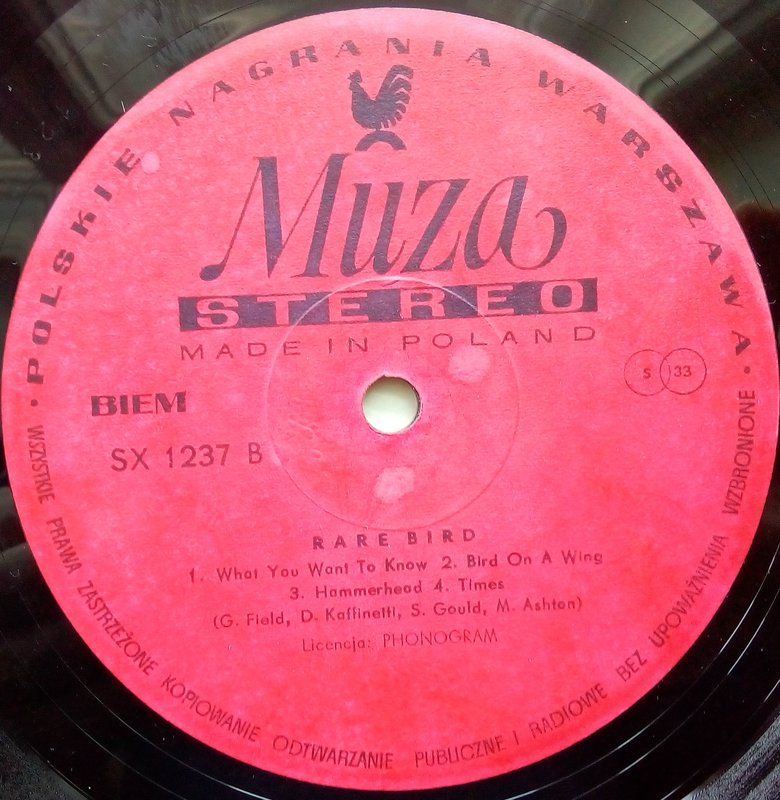 • POLSKIE NAGRANIA WARSZAWA •
Muza
STEREO
MADE IN POLAND
S 33
BIEM
SX 1237 B
RARE BIRD
1. What You Want To Know 2. Bird On A Wing
3. Hammerhead 4. Times
(G. Field, D. Kaffinetti, S. Gould, M. Ashton)
Licencja: PHONOGRAM
WSZYSTKIE PRAWA ZASTRZEŻONE KOPIOWANIE ODTWARZANIE PUBLICZNE I RADIOWE BEZ UPOWAŻNIENIA WZBRONIONE